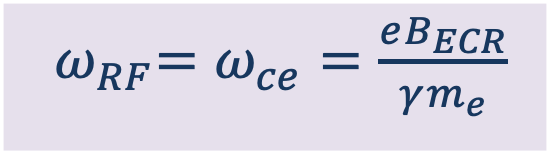 ω_RF = ω_ce = eB_ECR / γm_e